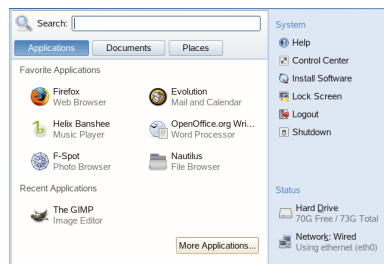 Search:
Applications Documents Places
Favorite Applications
Firefox
Web Browser
Evolution
Mail and Calendar
Helix Banshee
Music Player
OpenOffice.org Wri...
Word Processor
F-Spot
Photo Browser
Nautilus
File Browser
Recent Applications
The GIMP
Image Editor
More Applications...
System
Help
Control Center
Install Software
Lock Screen
Logout
Shutdown
Status
Hard Drive
70G Free / 73G Total
Network: Wired
Using ethernet (eth0)